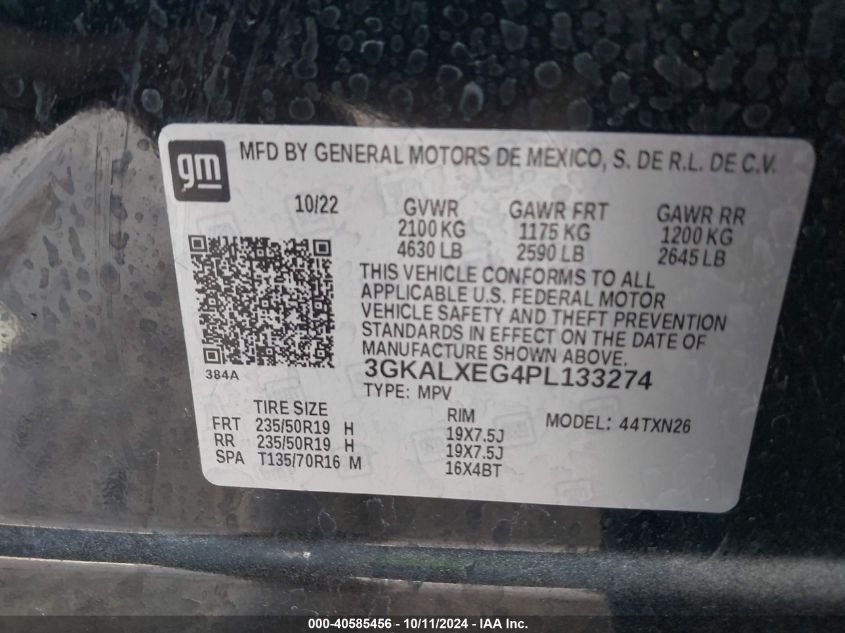 gm
MFD BY GENERAL MOTORS DE MEXICO, S. DE R.L. DE C.V.
10/22 GVWR GAWR FRT GAWR RR
2100 KG 1175 KG 1200 KG
4630 LB 2590 LB 2645 LB
THIS VEHICLE CONFORMS TO ALL
APPLICABLE U.S. FEDERAL MOTOR
VEHICLE SAFETY AND THEFT PREVENTION
STANDARDS IN EFFECT ON THE DATE OF
MANUFACTURE SHOWN ABOVE.
384A
3GKALXEG4PL133274
TYPE: MPV
TIRE SIZE RIM MODEL: 44TXN26
FRT 235/50R19 H 19X7.5J
RR 235/50R19 H 19X7.5J
SPA T135/70R16 M 16X4BT
000-40585456 - 10/11/2024 - IAA Inc.